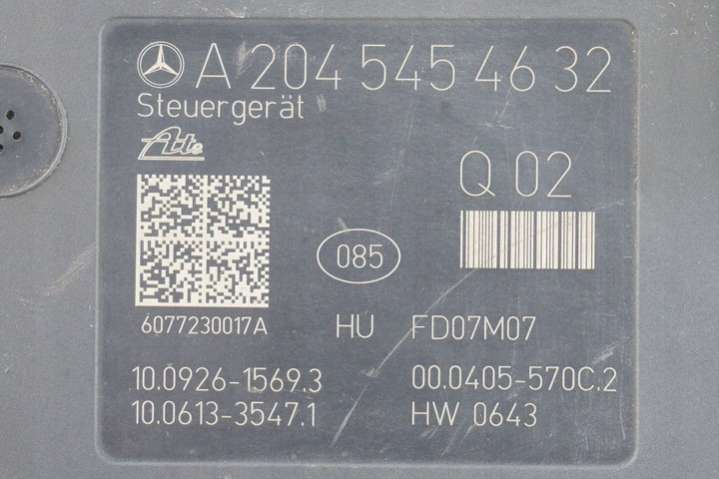 A 204 545 46 32
Steuergerät
Ate
Q 02
085
6077230017A HU FD07M07
10.0926-1569.3 00.0405-570C.2
10.0613-3547.1 HW 0643